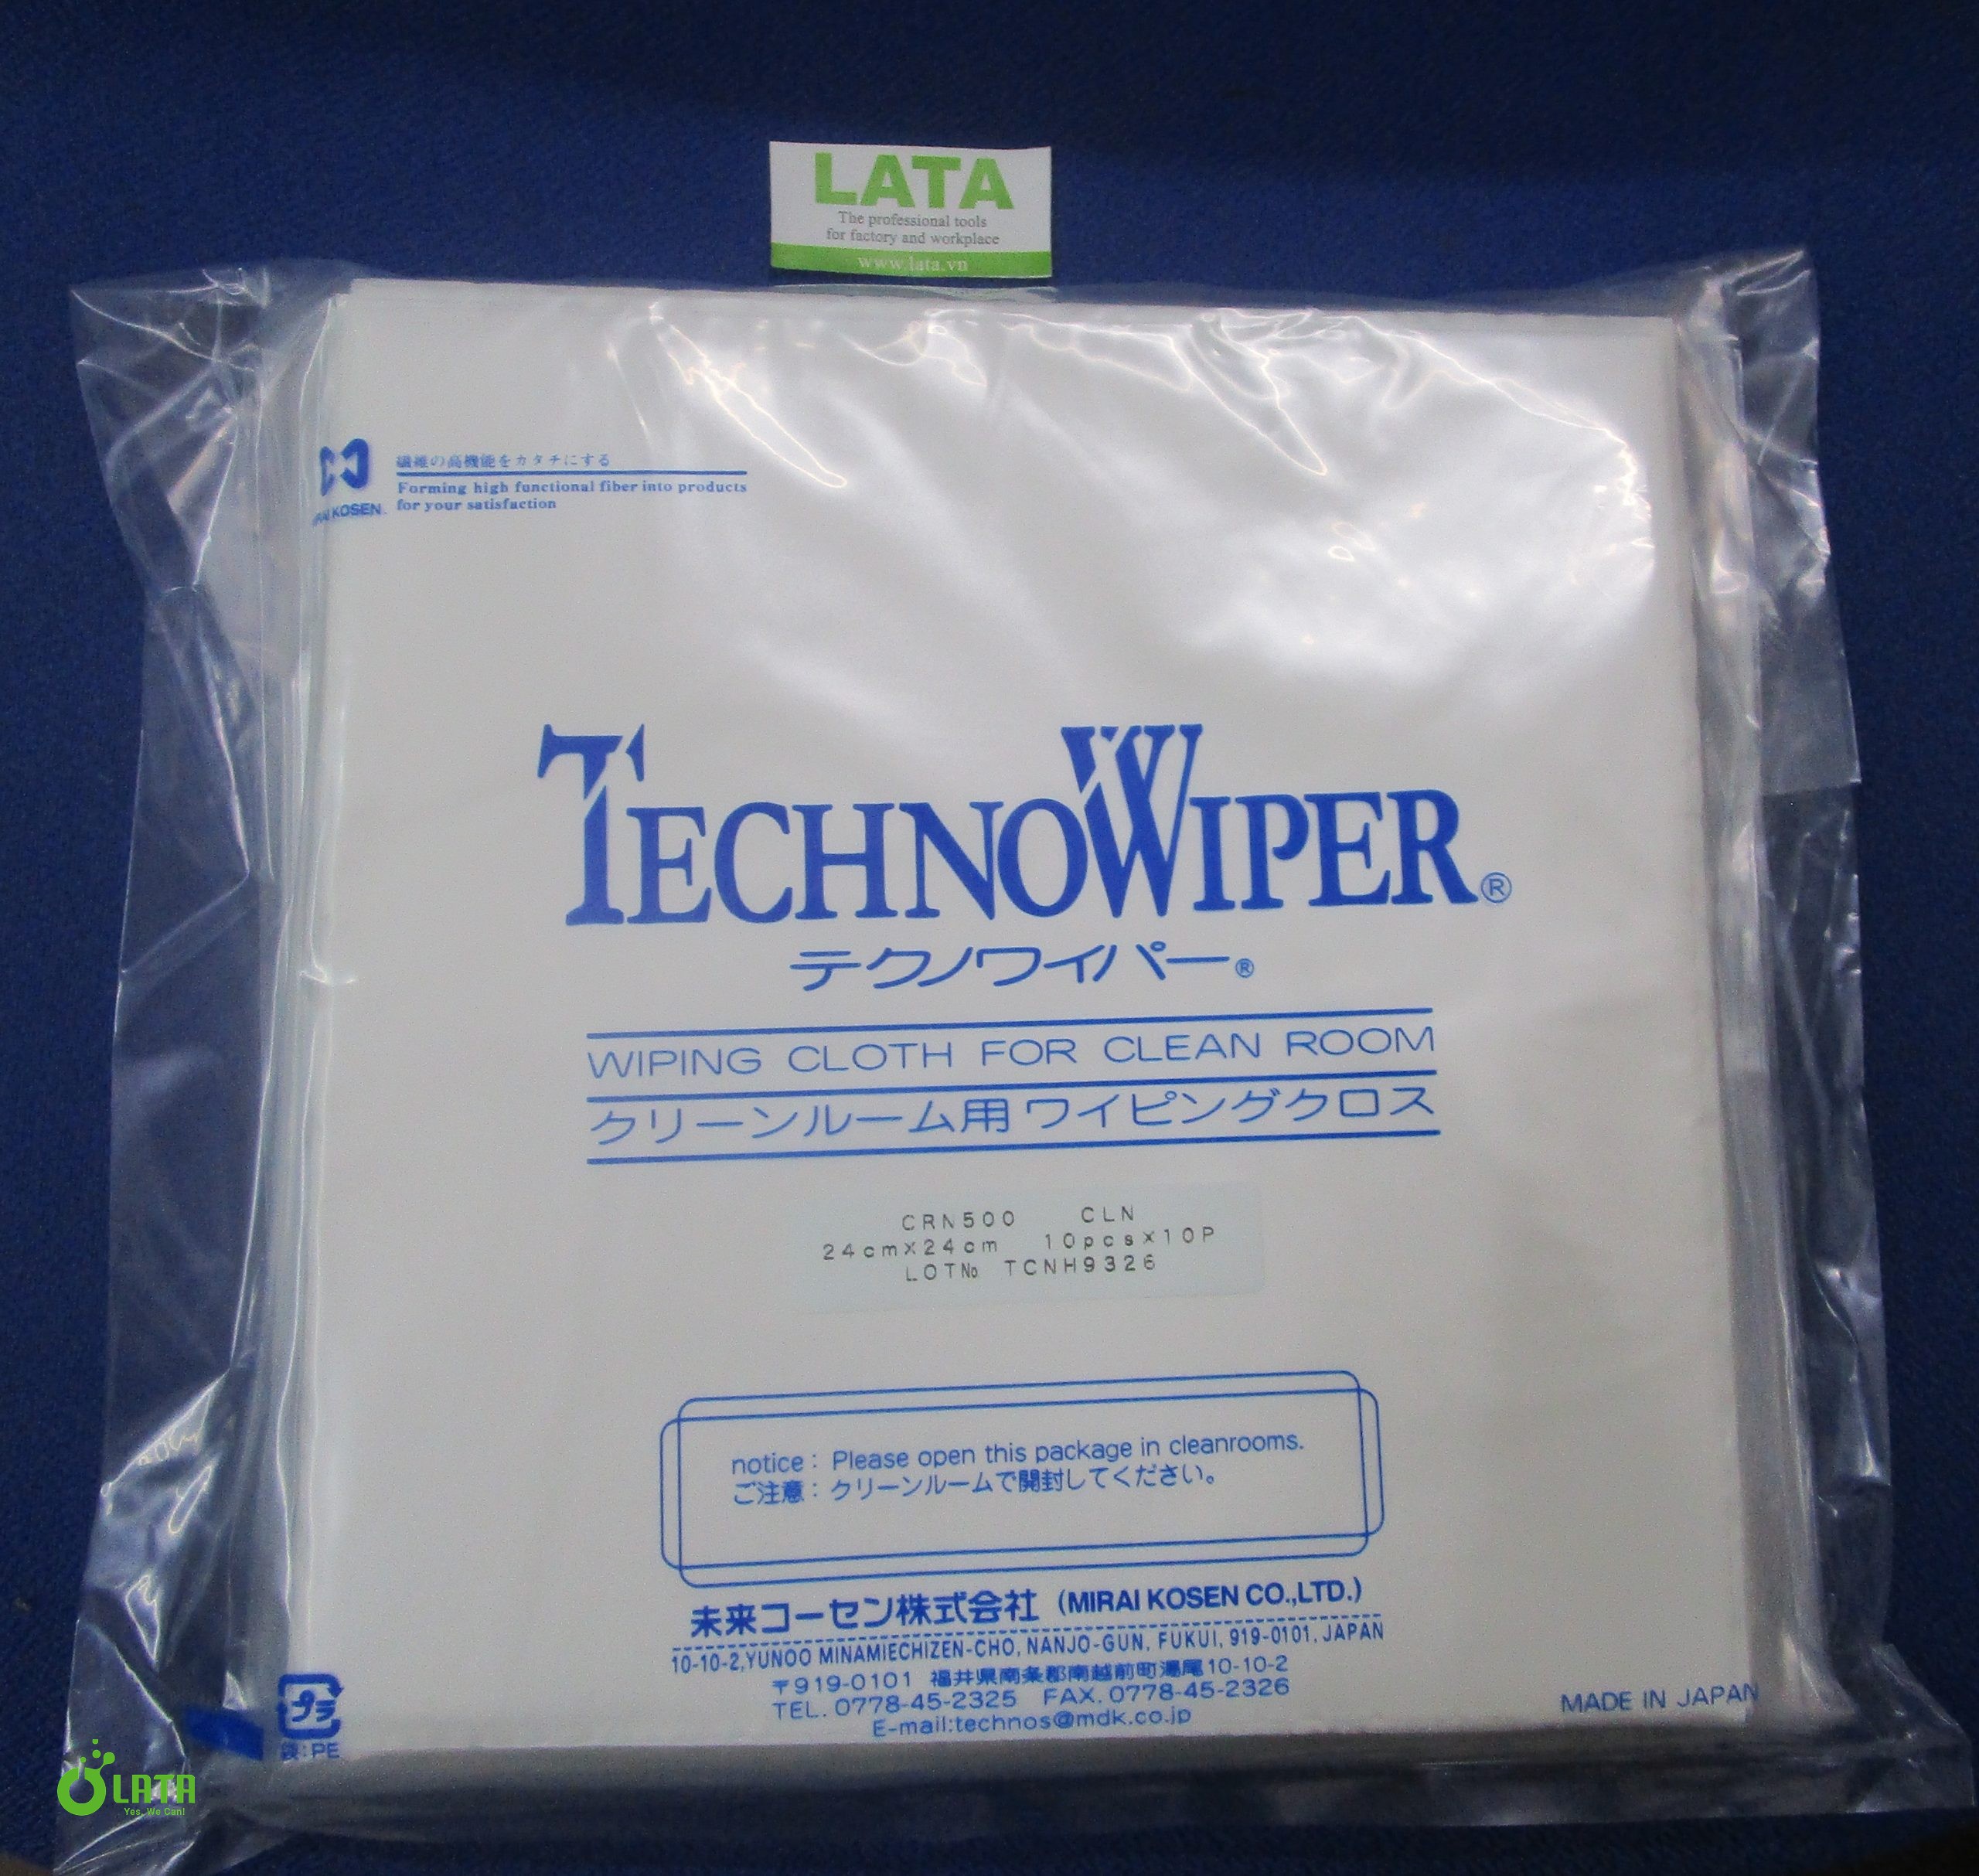 LATA
The professional tools
for factory and workplace
www.lata.vn
繊維の高機能をカタチにする
Forming high functional fiber into products
for your satisfaction
MIRAI KOSEN.
TECHNOWIPER®
テクノワイパー®
WIPING CLOTH FOR CLEAN ROOM
クリーンルーム用 ワイピングクロス
CRN500 CLN
24cm×24cm 10pcs×10P
LOT№ TCNH9326
notice : Please open this package in cleanrooms.
ご注意 : クリーンルームで開封してください。
未来コーセン株式会社 (MIRAI KOSEN CO.,LTD.)
10-10-2,YUNOO MINAMIECHIZEN-CHO, NANJO-GUN, FUKUI, 919-0101, JAPAN
〒919-0101 福井県南条郡南越前町湯尾10-10-2
TEL. 0778-45-2325 FAX. 0778-45-2326
E-mail:technos@mdk.co.jp
MADE IN JAPAN
プラ
袋:PE
LATA
Yes, We Can!